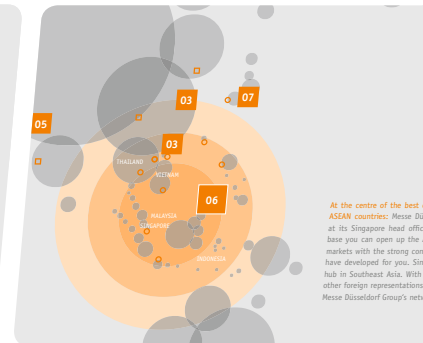 03
07
05
03
THAILAND
VIETNAM
06
MALAYSIA
SINGAPORE
INDONESIA
At the centre of the best
ASEAN countries: Messe Dü
at its Singapore head offic
base you can open up the
markets with the strong con
have developed for you. Sin
hub in Southeast Asia. With
other foreign representations
Messe Düsseldorf Group's netw